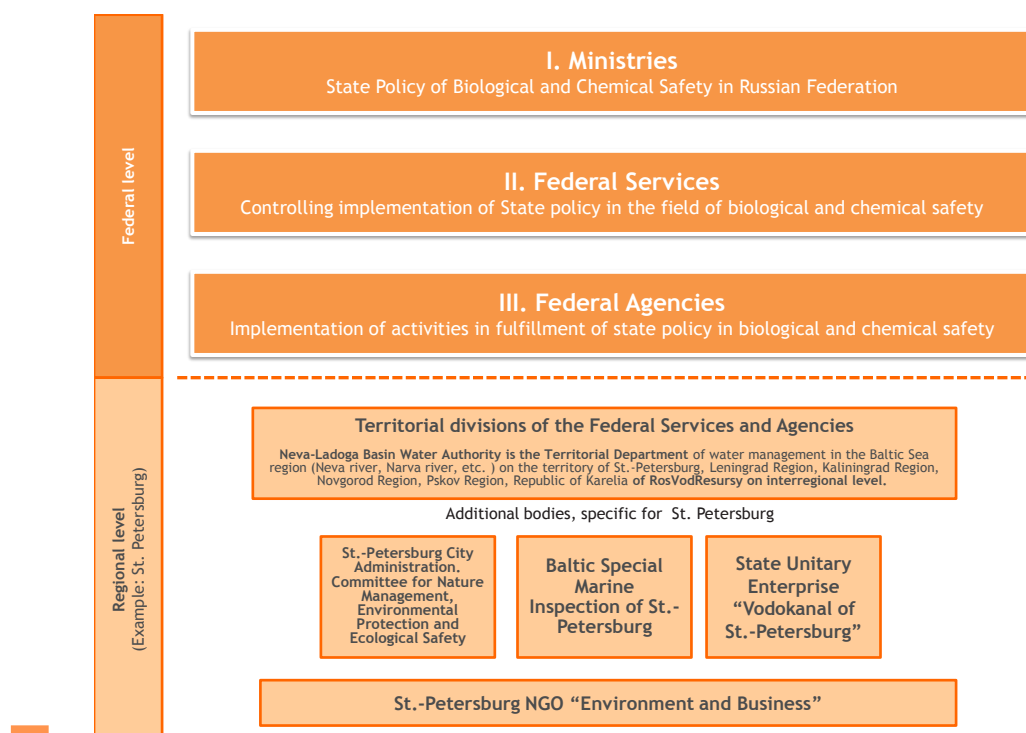 Federal level
I. Ministries
State Policy of Biological and Chemical Safety in Russian Federation
II. Federal Services
Controlling implementation of State policy in the field of biological and chemical safety
III. Federal Agencies
Implementation of activities in fulfillment of state policy in biological and chemical safety
Regional level
(Example: St. Petersburg)
Territorial divisions of the Federal Services and Agencies
Neva-Ladoga Basin Water Authority is the Territorial Department of water management in the Baltic Sea
region (Neva river, Narva river, etc. ) on the territory of St.-Petersburg, Leningrad Region, Kaliningrad Region,
Novgorod Region, Pskov Region, Republic of Karelia of RosVodResursy on interregional level.
Additional bodies, specific for St. Petersburg
St.-Petersburg City
Administration.
Committee for Nature
Management,
Environmental
Protection and
Ecological Safety
Baltic Special
Marine
Inspection of St.-
Petersburg
State Unitary
Enterprise
“Vodokanal of
St.-Petersburg”
St.-Petersburg NGO “Environment and Business”